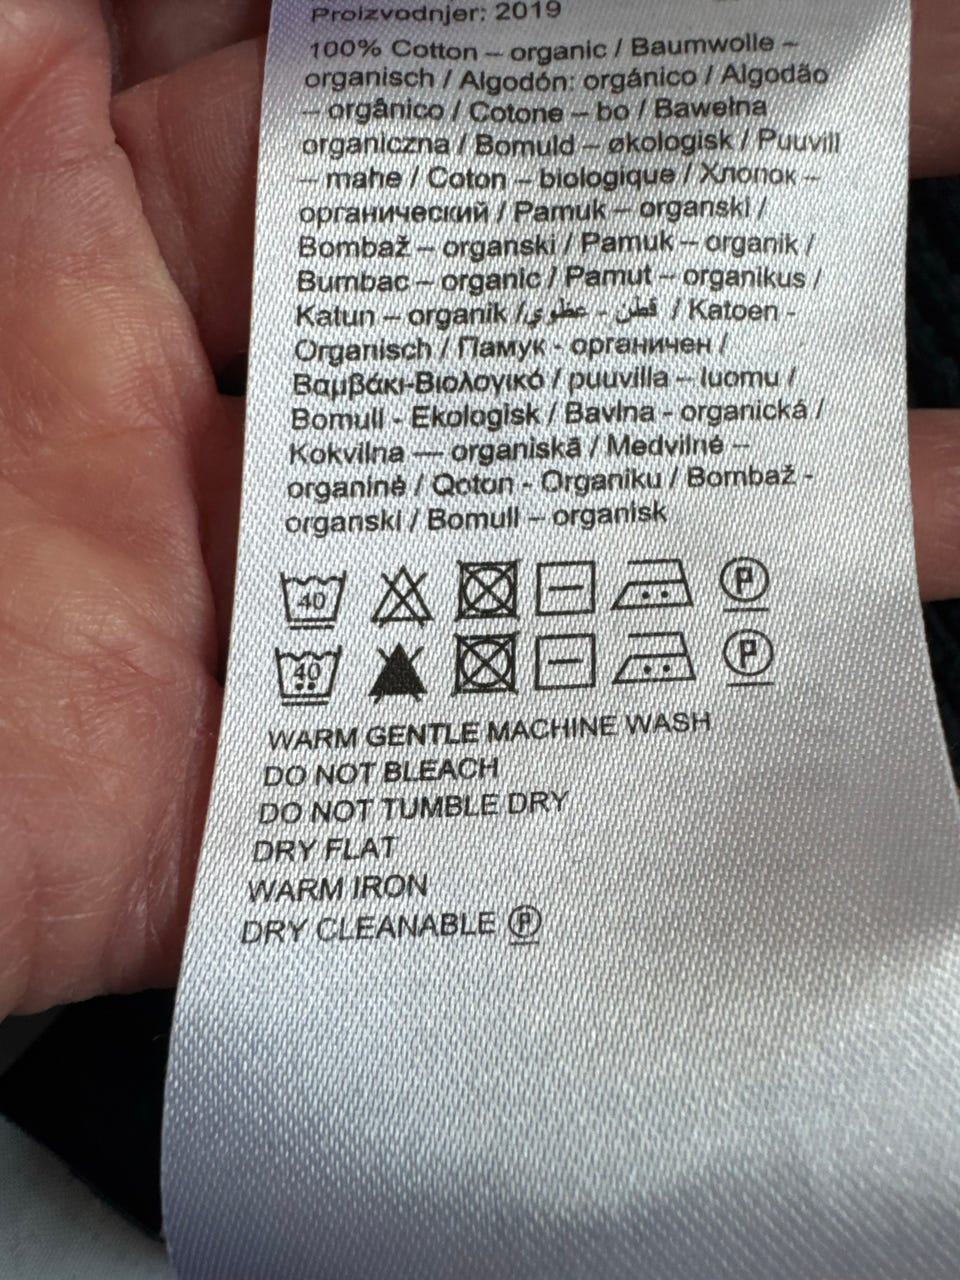 Proizvodnjer: 2019
100% Cotton – organic / Baumwolle –
organisch / Algodón: orgánico / Algodão
– orgânico / Cotone – bo / Bawełna
organiczna / Bomuld – økologisk / Puuvill
– mahe / Coton – biologique / Хлопок –
органический / Pamuk – organski /
Bombaž – organski / Pamuk – organik /
Bumbac – organic / Pamut – organikus /
Katun – organik / قطن - عظوي / Katoen -
Organisch / Памук - органичен /
Βαμβάκι-Βιολογικό / puuvilla – luomu /
Bomull - Ekologisk / Bavlna - organická /
Kokvilna — organiskā / Medvilnė –
organinė / Qoton - Organiku / Bombaž -
organski / Bomull – organisk
40 P
40 P
WARM GENTLE MACHINE WASH
DO NOT BLEACH
DO NOT TUMBLE DRY
DRY FLAT
WARM IRON
DRY CLEANABLE P